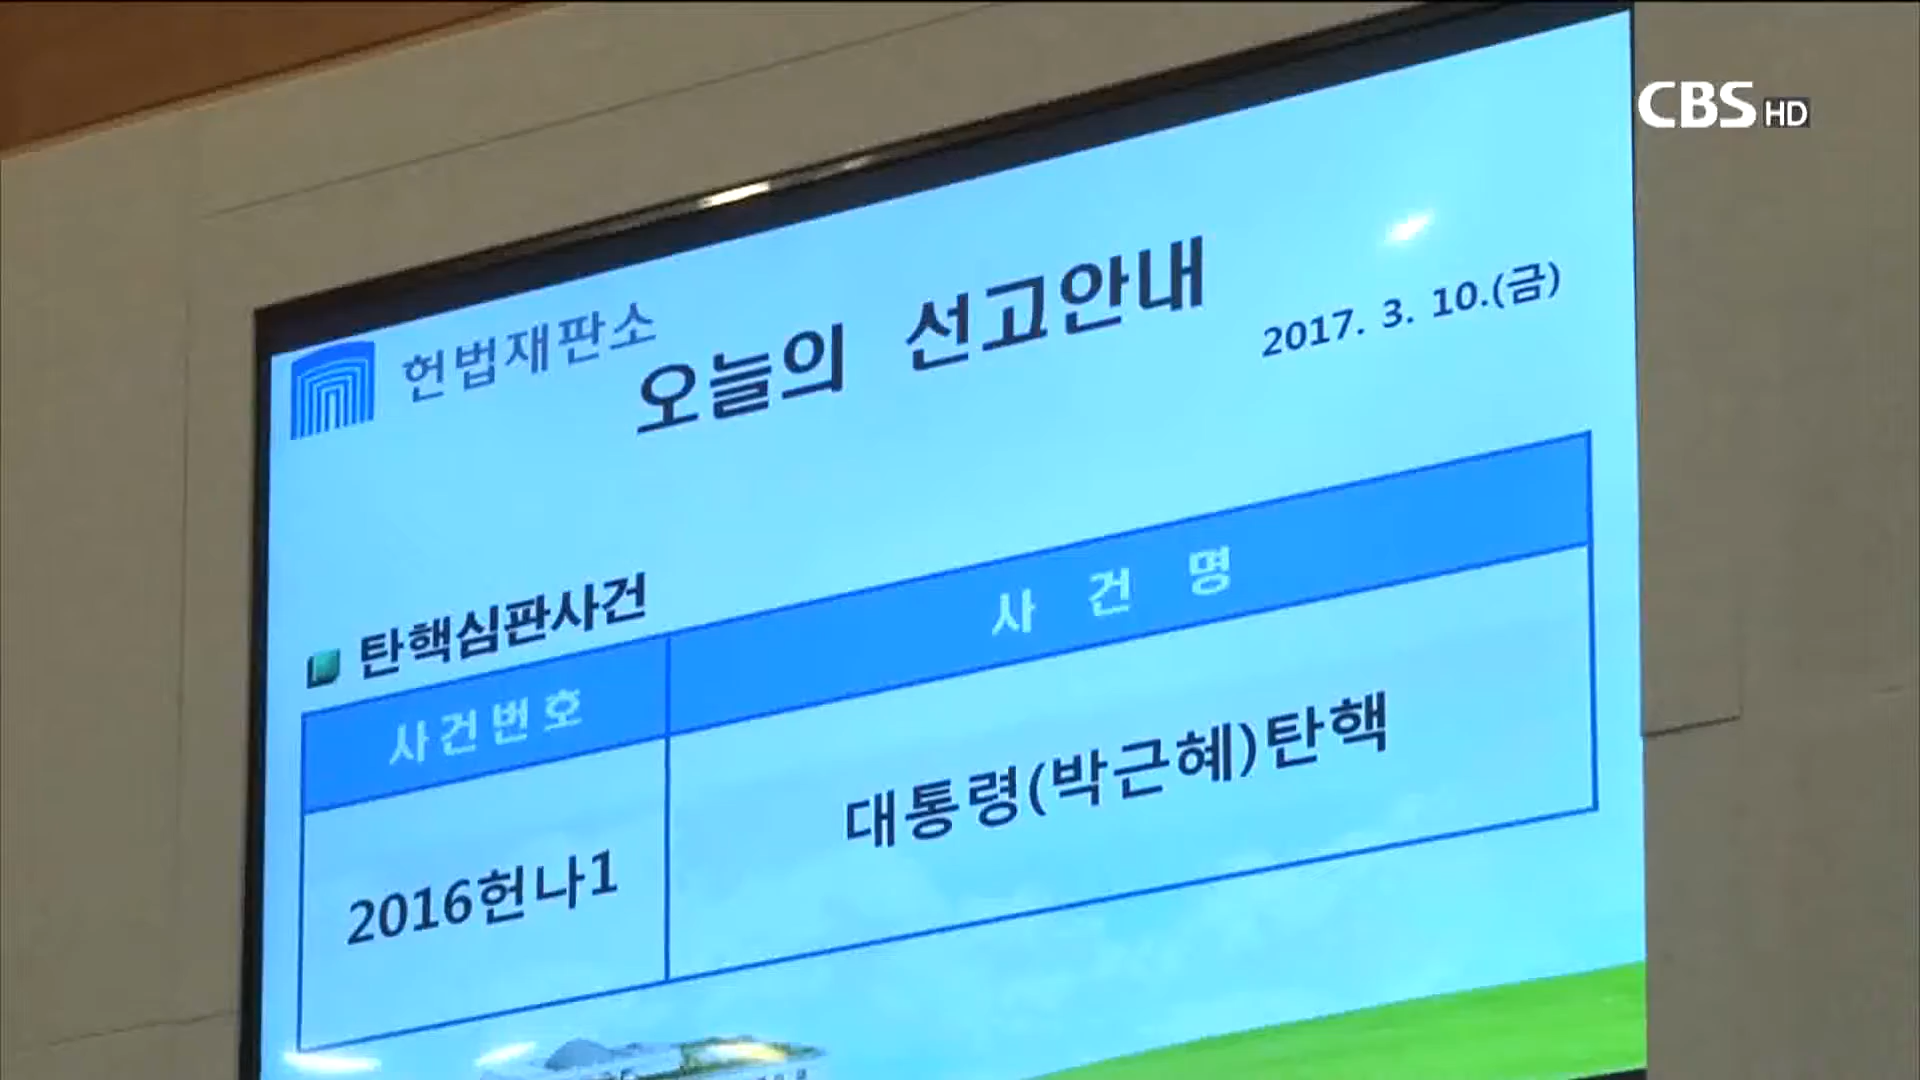 CBS HD
헌법재판소
오늘의 선고안내
2017. 3. 10.(금)
탄핵심판사건
사건번호
사 건 명
2016헌나1
대통령(박근혜)탄핵